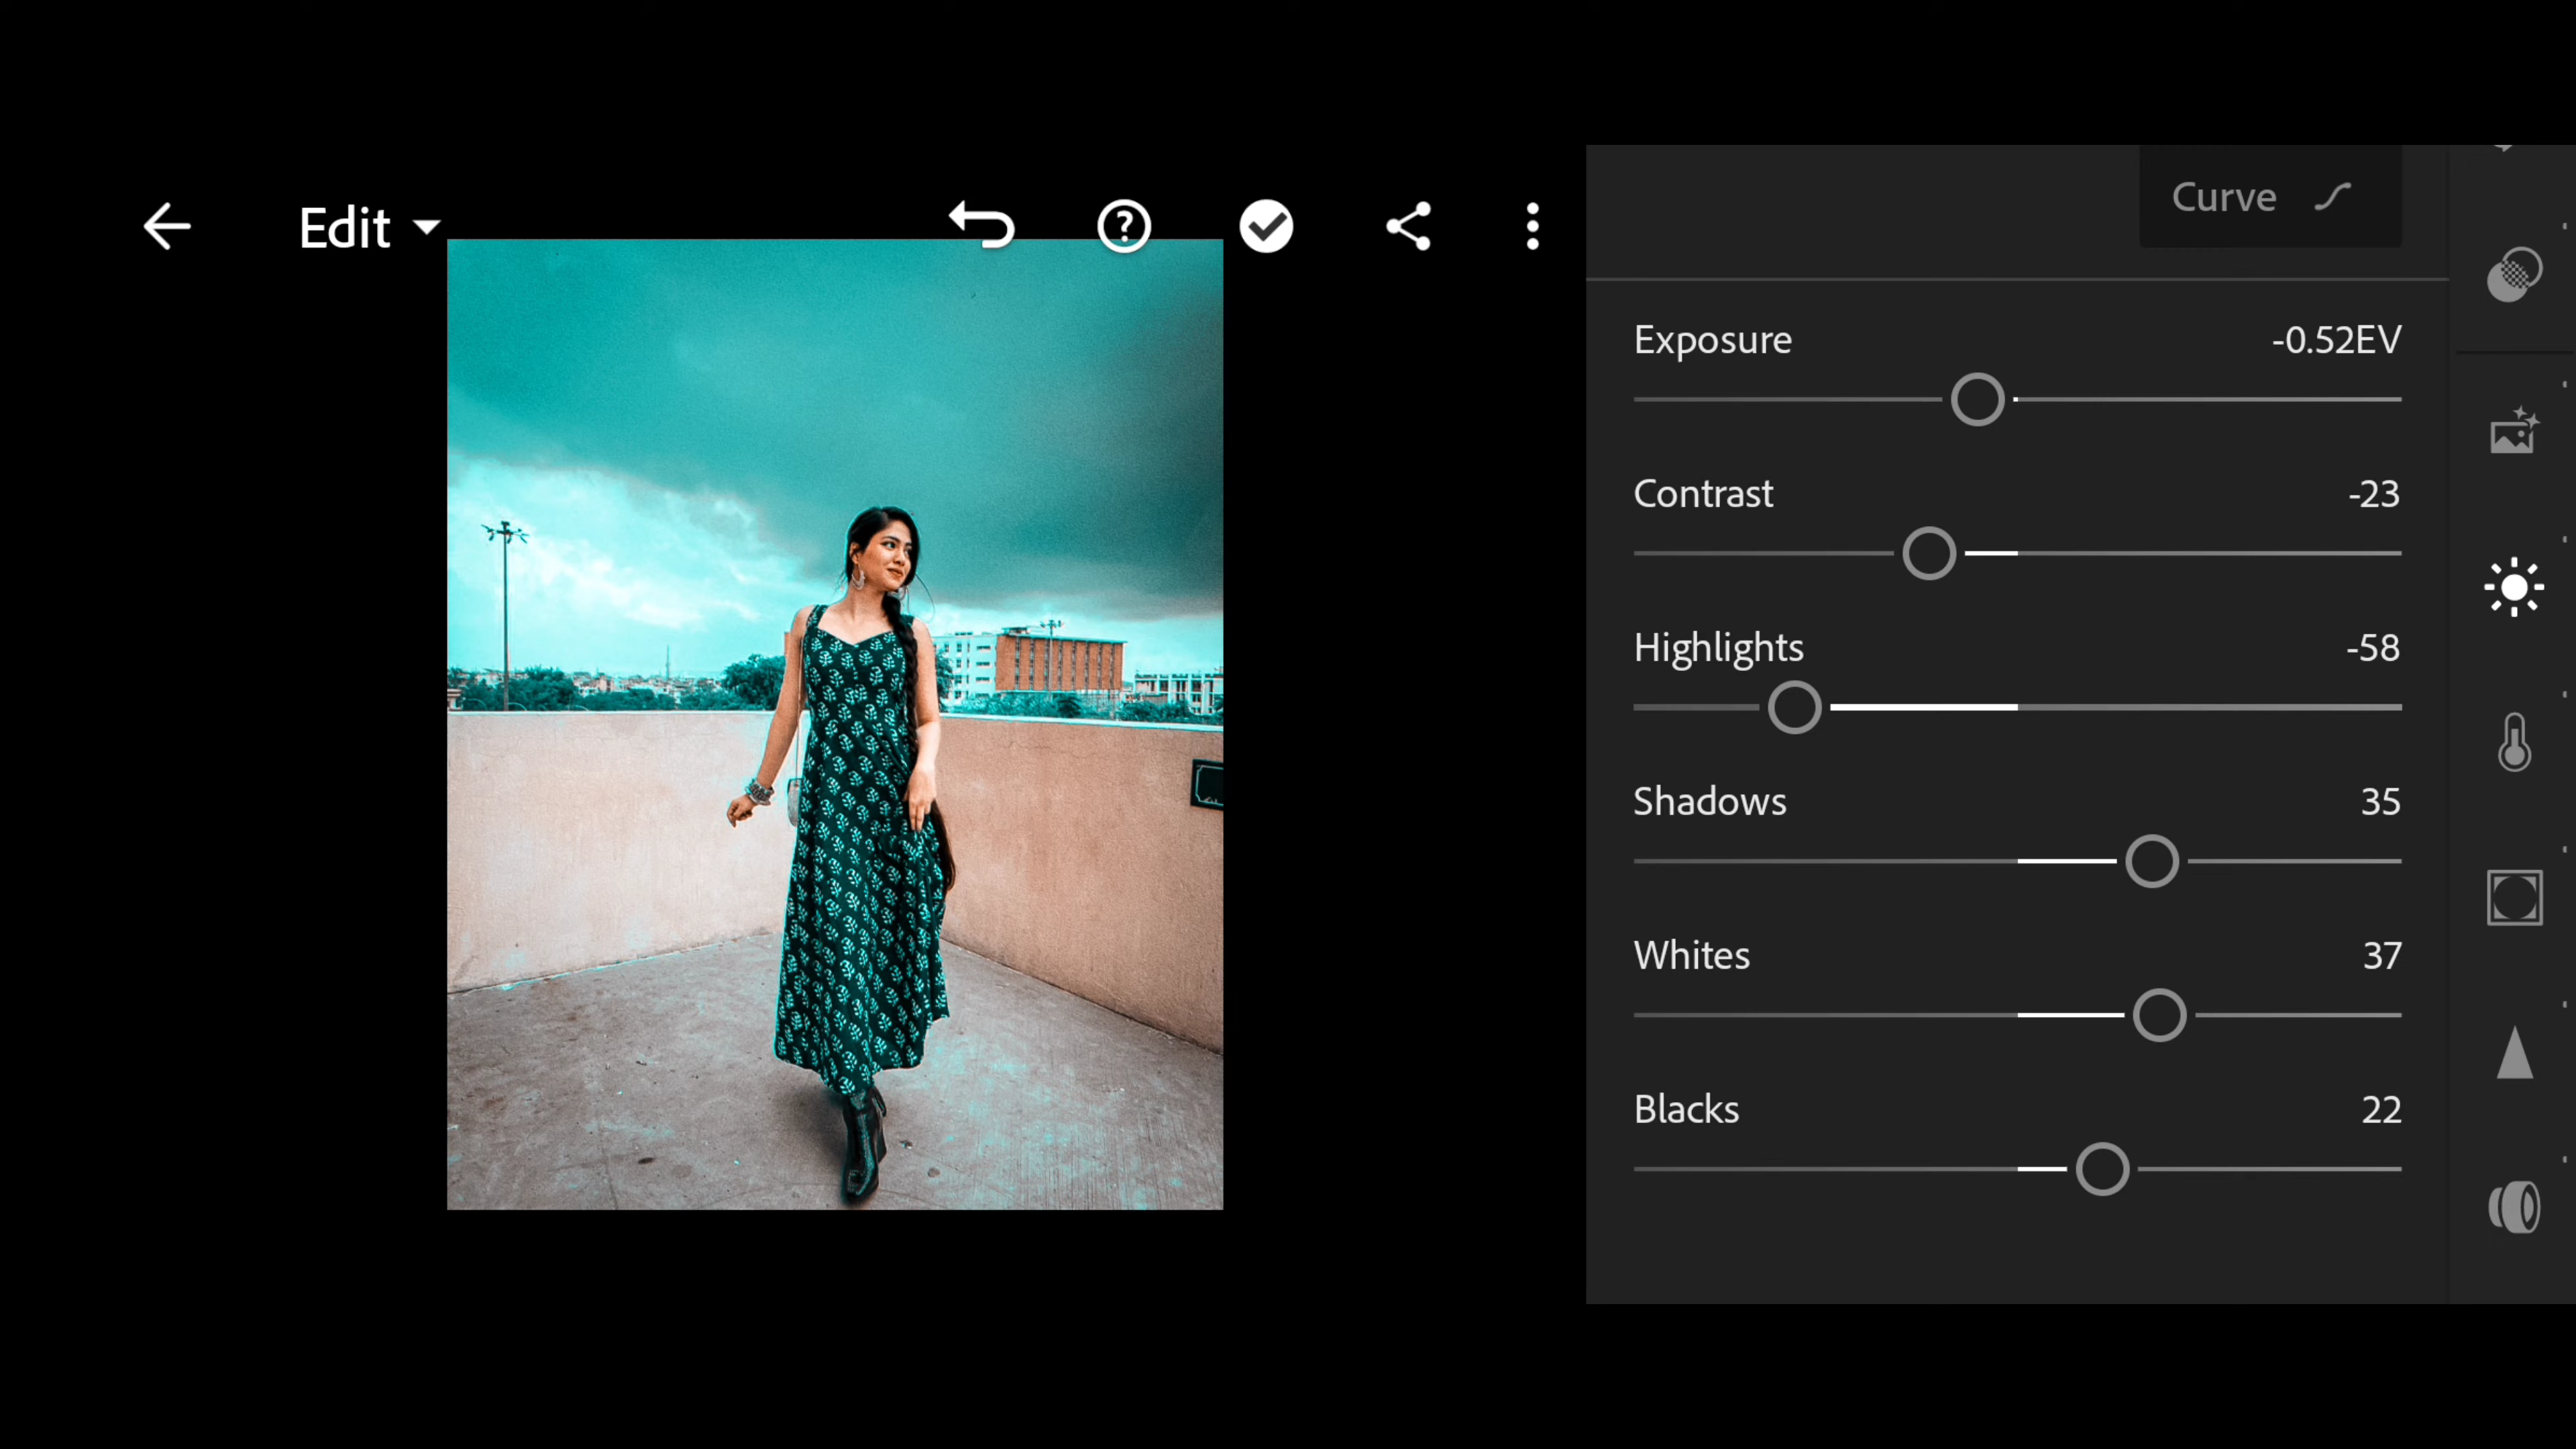 Edit
Curve
Exposure -0.52EV
Contrast -23
Highlights -58
Shadows 35
Whites 37
Blacks 22